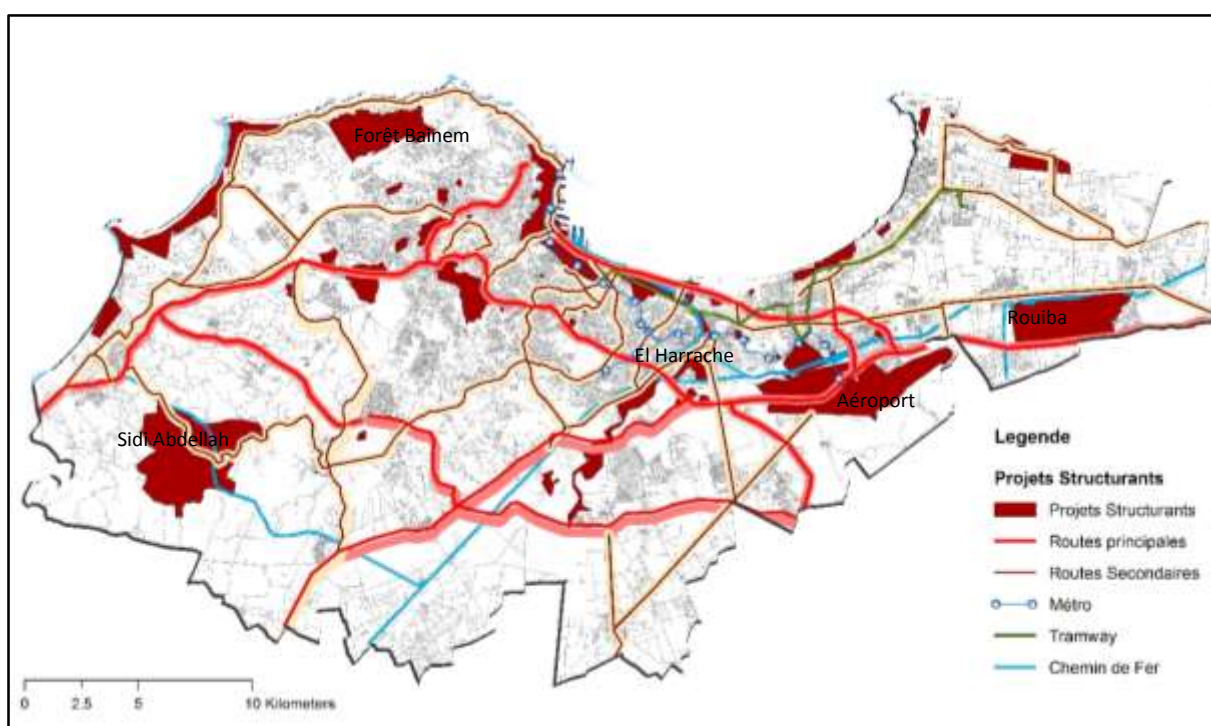 Forêt Bainem
Rouiba
El Harrache
Aéroport
Sidi Abdellah
Legende
Projets Structurants
Projets Structurants
Routes principales
Routes Secondaires
Métro
Tramway
Chemin de Fer
0 2.5 5 10 Kilometers